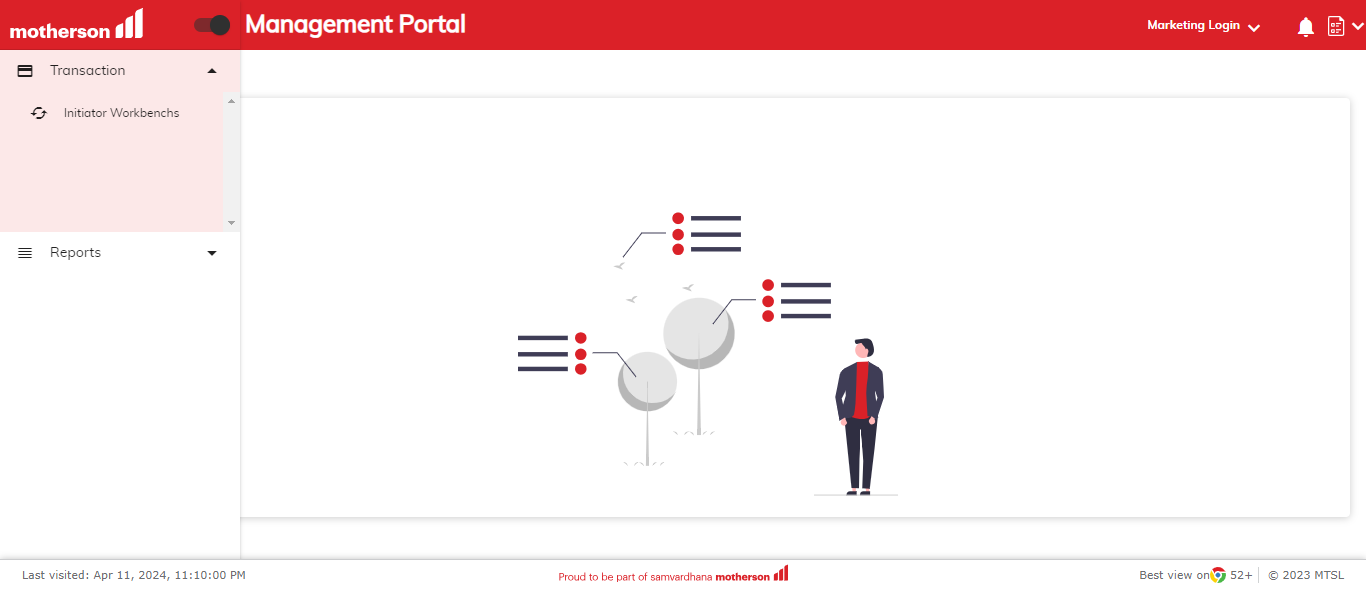 motherson
Management Portal
Marketing Login
Transaction
Initiator Workbenchs
Reports
Last visited: Apr 11, 2024, 11:10:00 PM
Proud to be part of samvardhana motherson
Best view on 52+
© 2023 MTSL